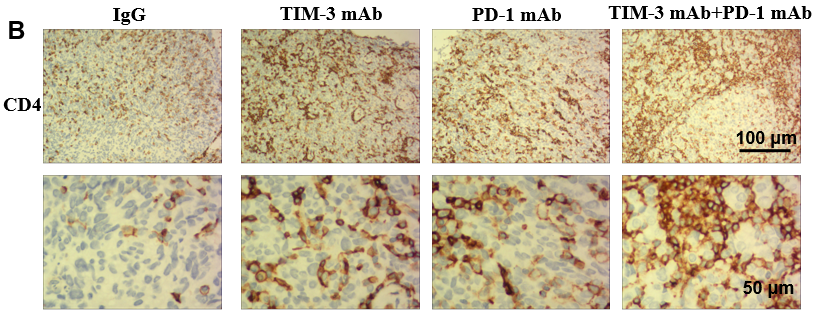 B
IgG
TIM-3 mAb
PD-1 mAb
TIM-3 mAb+PD-1 mAb
CD4
100 μm
50 μm